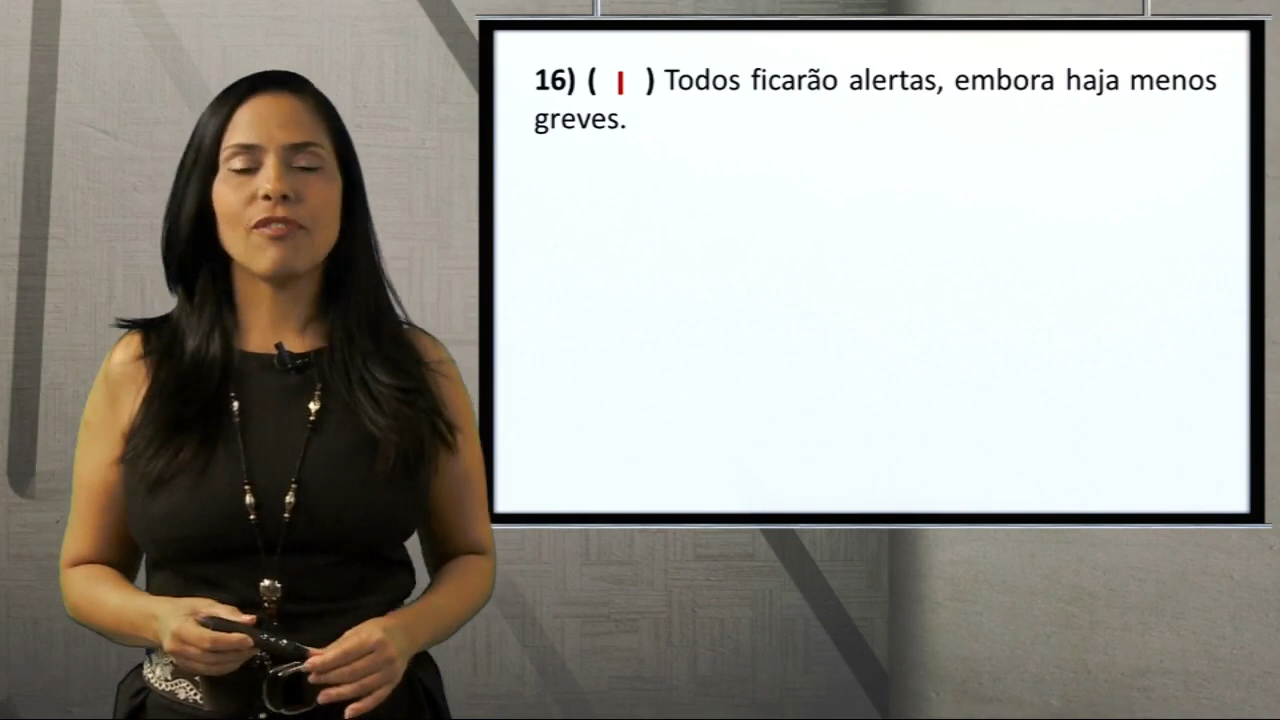 16) ( I ) Todos ficarão alertas, embora haja menos
greves.